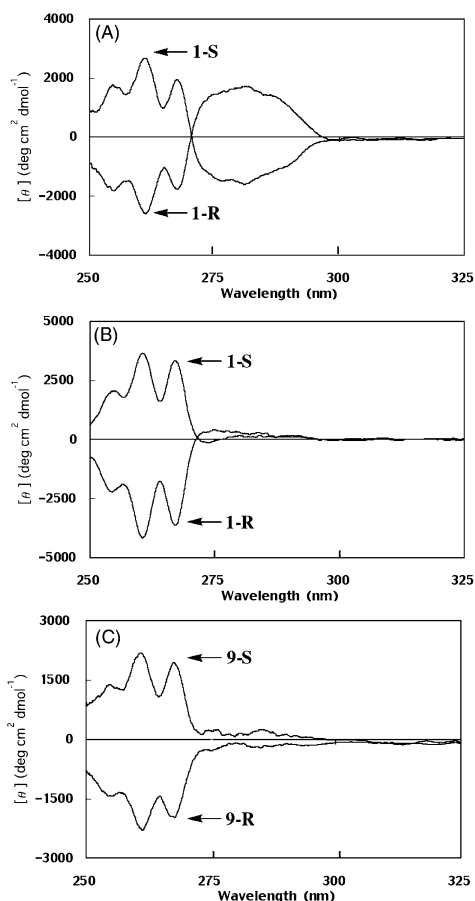 (A)
4000
2000
0
−2000
−4000
[θ] (deg cm² dmol⁻¹)
1-S
1-R
250 275 300 325
Wavelength (nm)
(B)
5000
2500
0
−2500
−5000
[θ] (deg cm² dmol⁻¹)
1-S
1-R
250 275 300 325
Wavelength (nm)
(C)
3000
1500
0
−1500
−3000
[θ] (deg cm² dmol⁻¹)
9-S
9-R
250 275 300 325
Wavelength (nm)